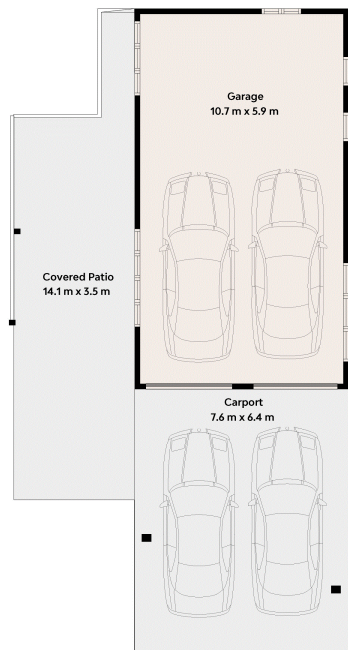 Garage
10.7 m x 5.9 m
Covered Patio
14.1 m x 3.5 m
Carport
7.6 m x 6.4 m